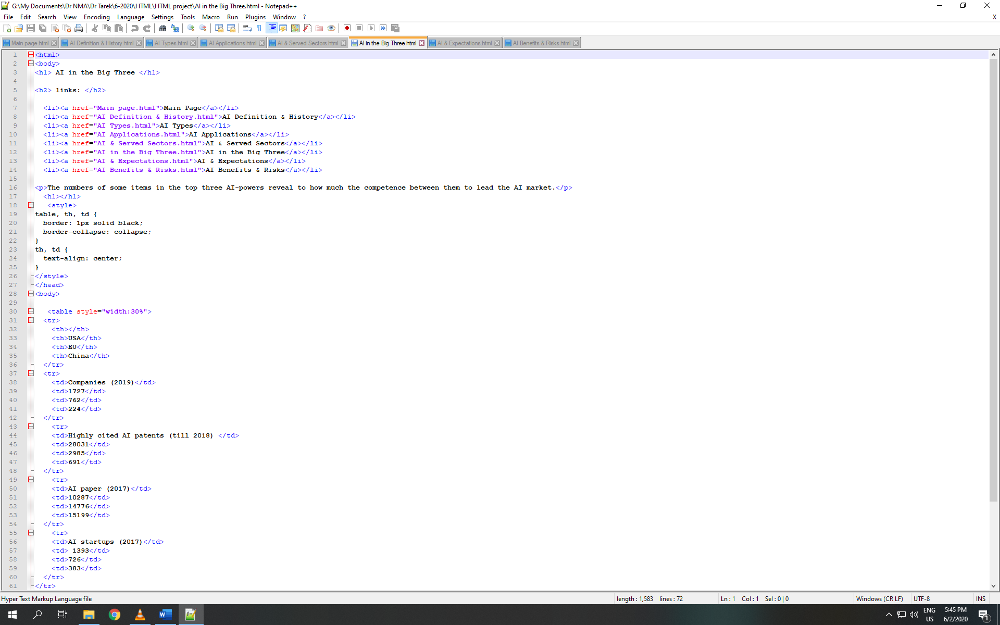 G:\My Documents\Dr NMA\Dr Tarek\6-2020\HTML\HTML project\AI in the Big Three.html - Notepad++
File Edit Search View Encoding Language Settings Tools Macro Run Plugins Window ? X
Main page.html AI Definition & History.html AI Types.html AI Applications.html AI & Served Sectors.html AI in the Big Three.html AI & Expectations.html AI Benefits & Risks.html
1 <html>
2 <body>
3 <h1> AI in the Big Three </h1>
4
5 <h2> links: </h2>
6
7 <li><a href="Main page.html">Main Page</a></li>
8 <li><a href="AI Definition & History.html">AI Definition & History</a></li>
9 <li><a href="AI Types.html">AI Types</a></li>
10 <li><a href="AI Applications.html">AI Applications</a></li>
11 <li><a href="AI & Served Sectors.html">AI & Served Sectors</a></li>
12 <li><a href="AI in the Big Three.html">AI in the Big Three</a></li>
13 <li><a href="AI & Expectations.html">AI & Expectations</a></li>
14 <li><a href="AI Benefits & Risks.html">AI Benefits & Risks</a></li>
15
16 <p>The numbers of some items in the top three AI-powers reveal to how much the competence between them to lead the AI market.</p>
17 <h1></h1>
18 <style>
19 table, th, td {
20 border: 1px solid black;
21 border-collapse: collapse;
22 }
23 th, td {
24 text-align: center;
25 }
26 </style>
27 </head>
28 <body>
29
30 <table style="width:30%">
31 <tr>
32 <th></th>
33 <th>USA</th>
34 <th>EU</th>
35 <th>China</th>
36 </tr>
37 <tr>
38 <td>Companies (2019)</td>
39 <td>1727</td>
40 <td>762</td>
41 <td>224</td>
42 </tr>
43 <tr>
44 <td>Highly cited AI patents (till 2018) </td>
45 <td>28031</td>
46 <td>2985</td>
47 <td>691</td>
48 </tr>
49 <tr>
50 <td>AI paper (2017)</td>
51 <td>10287</td>
52 <td>14776</td>
53 <td>15199</td>
54 </tr>
55 <tr>
56 <td>AI startups (2017)</td>
57 <td> 1393</td>
58 <td>726</td>
59 <td>383</td>
60 </tr>
61 </tr>
Hyper Text Markup Language file length : 1,583 lines : 72 Ln : 1 Col : 1 Sel : 0 | 0 Windows (CR LF) UTF-8 INS
ENG 5:45 PM
US 6/2/2020 1